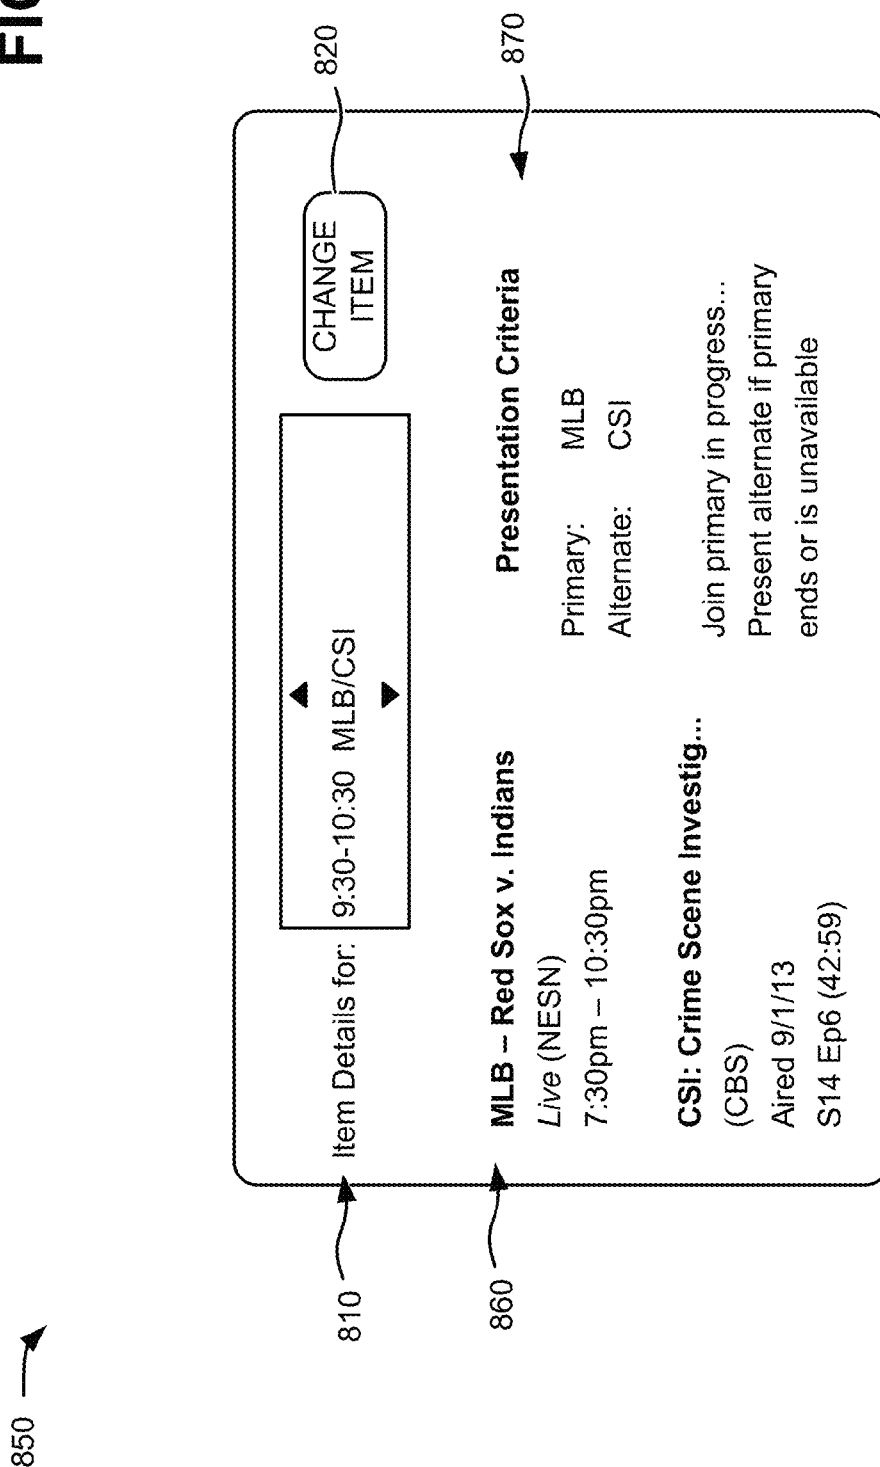 FIG
850
820
870
810
Item Details for:
9:30-10:30 MLB/CSI
CHANGE
ITEM
860
MLB – Red Sox v. Indians
Live (NESN)
7:30pm – 10:30pm
CSI: Crime Scene Investig...
(CBS)
Aired 9/1/13
S14 Ep6 (42:59)
Presentation Criteria
Primary: MLB
Alternate: CSI
Join primary in progress...
Present alternate if primary
ends or is unavailable